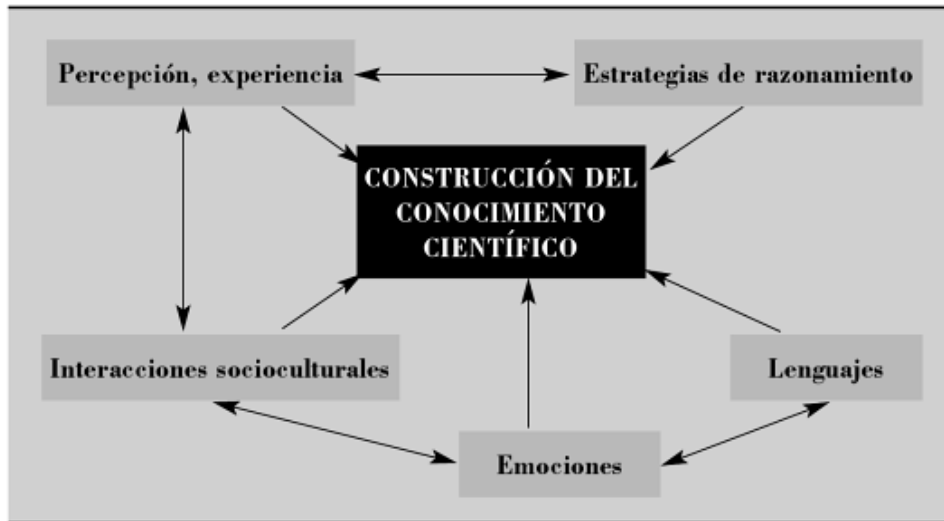 Percepción, experiencia
Estrategias de razonamiento
CONSTRUCCIÓN DEL
CONOCIMIENTO
CIENTÍFICO
Interacciones socioculturales
Lenguajes
Emociones